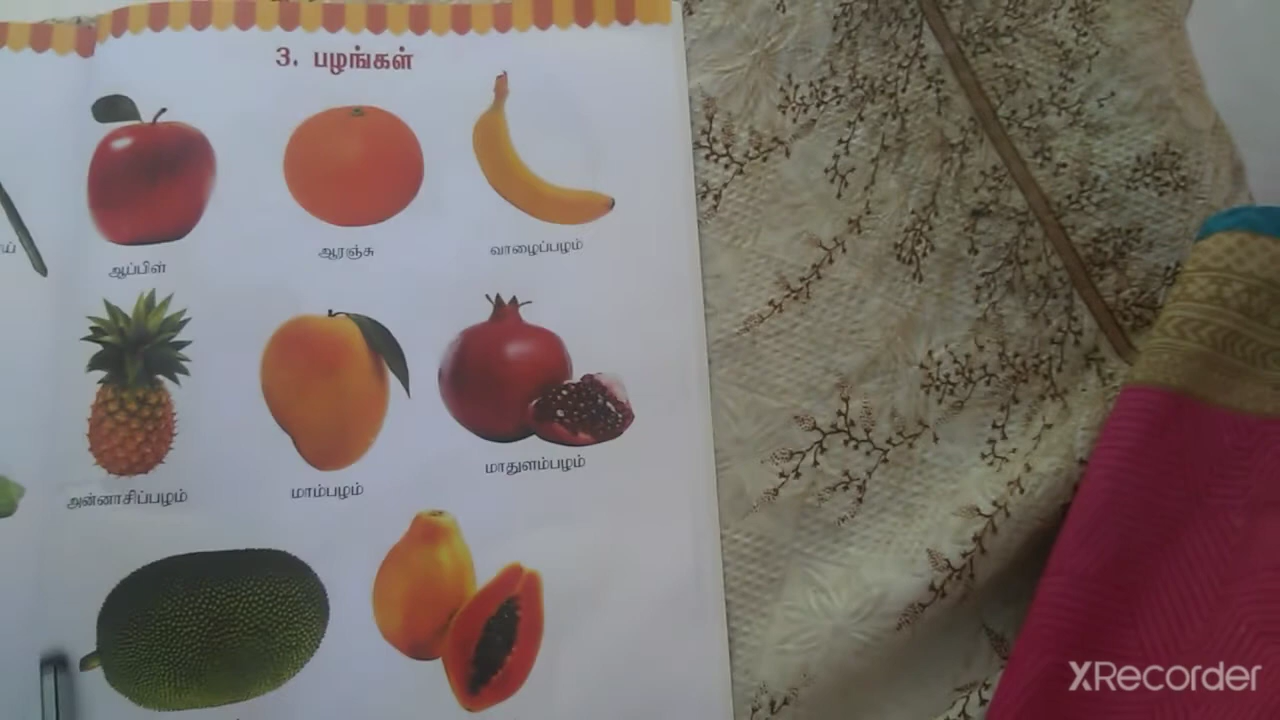 3. பழங்கள்
ய்
ஆப்பிள்
ஆரஞ்சு
வாழைப்பழம்
அன்னாசிப்பழம்
மாம்பழம்
மாதுளம்பழம்
XRecorder